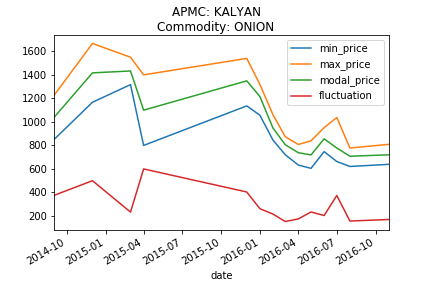 APMC: KALYAN
Commodity: ONION
1600
1400
1200
1000
800
600
400
200
min_price
max_price
modal_price
fluctuation
2014-10
2015-01
2015-04
2015-07
2015-10
2016-01
2016-04
2016-07
2016-10
date